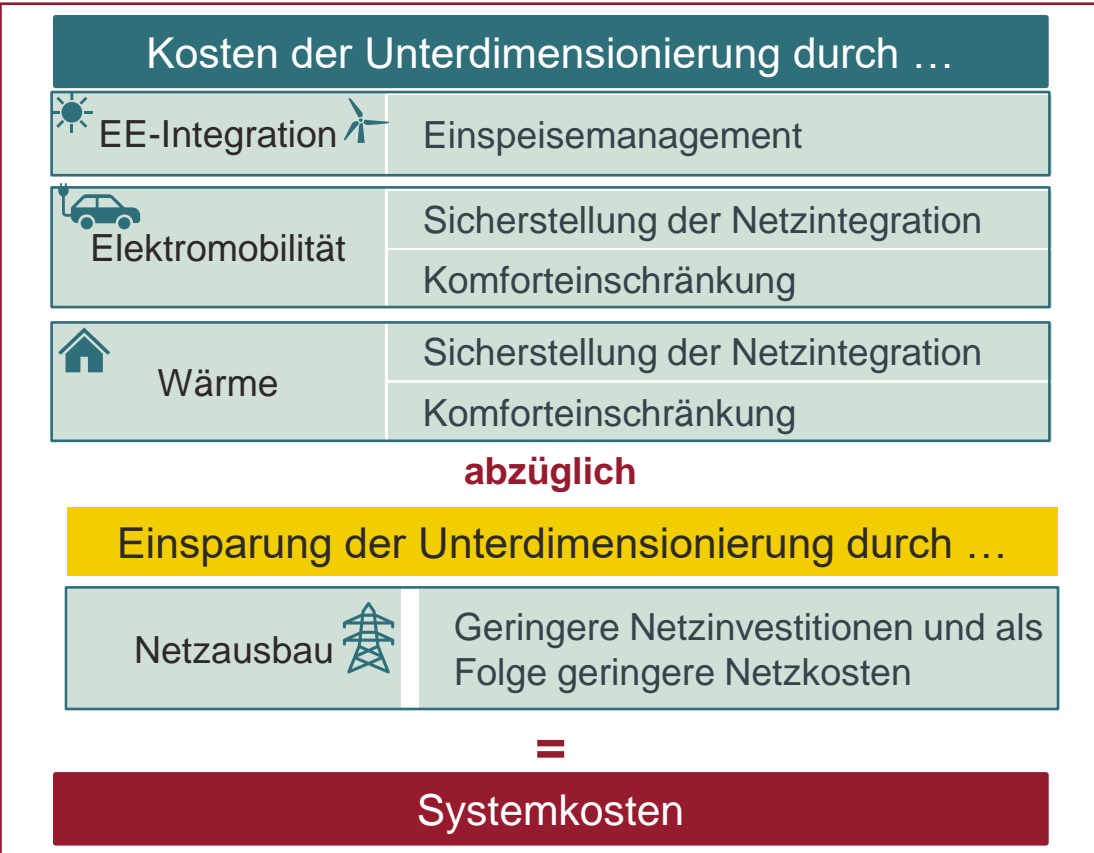 Kosten der Unterdimensionierung durch …
EE-Integration
Einspeisemanagement
Elektromobilität
Sicherstellung der Netzintegration
Komforteinschränkung
Wärme
Sicherstellung der Netzintegration
Komforteinschränkung
abzüglich
Einsparung der Unterdimensionierung durch …
Netzausbau
Geringere Netzinvestitionen und als
Folge geringere Netzkosten
=
Systemkosten